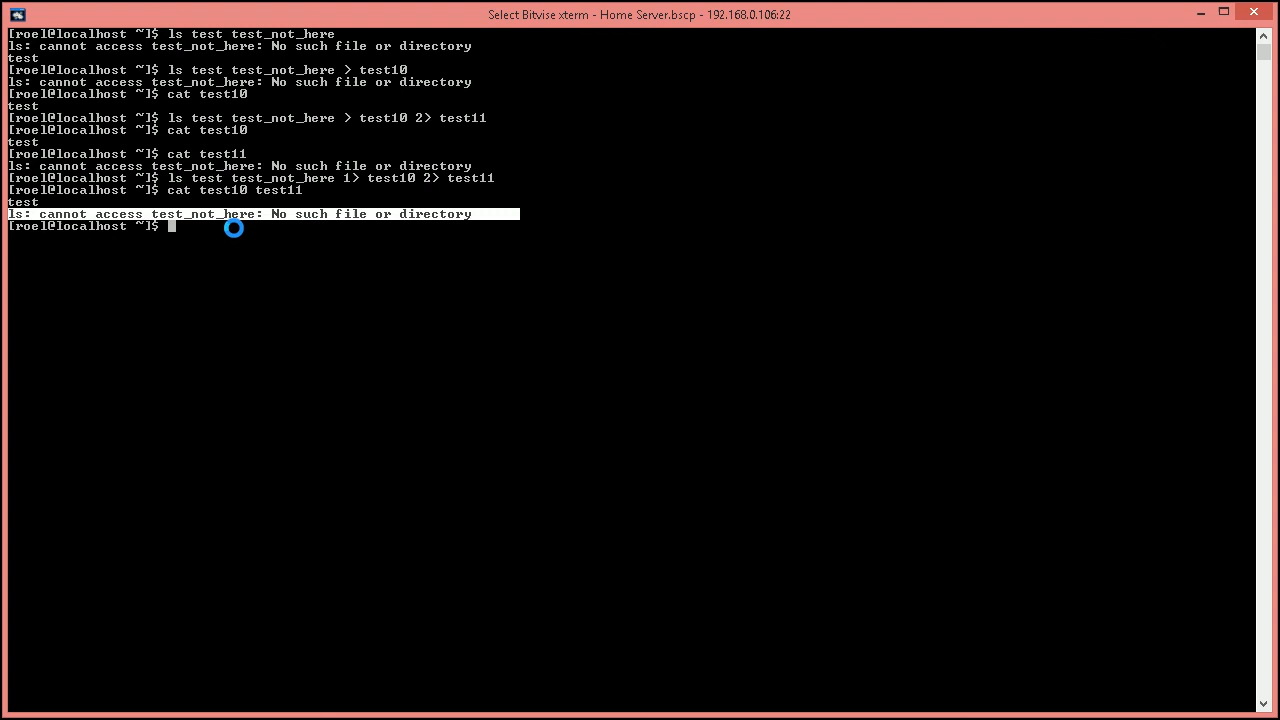 Select Bitvise xterm - Home Server.bscp - 192.168.0.106:22
[roel@localhost ~]$ ls test test_not_here
ls: cannot access test_not_here: No such file or directory
test
[roel@localhost ~]$ ls test test_not_here > test10
ls: cannot access test_not_here: No such file or directory
[roel@localhost ~]$ cat test10
test
[roel@localhost ~]$ ls test test_not_here > test10 2> test11
[roel@localhost ~]$ cat test10
test
[roel@localhost ~]$ cat test11
ls: cannot access test_not_here: No such file or directory
[roel@localhost ~]$ ls test test_not_here 1> test10 2> test11
[roel@localhost ~]$ cat test10 test11
test
ls: cannot access test_not_here: No such file or directory
[roel@localhost ~]$